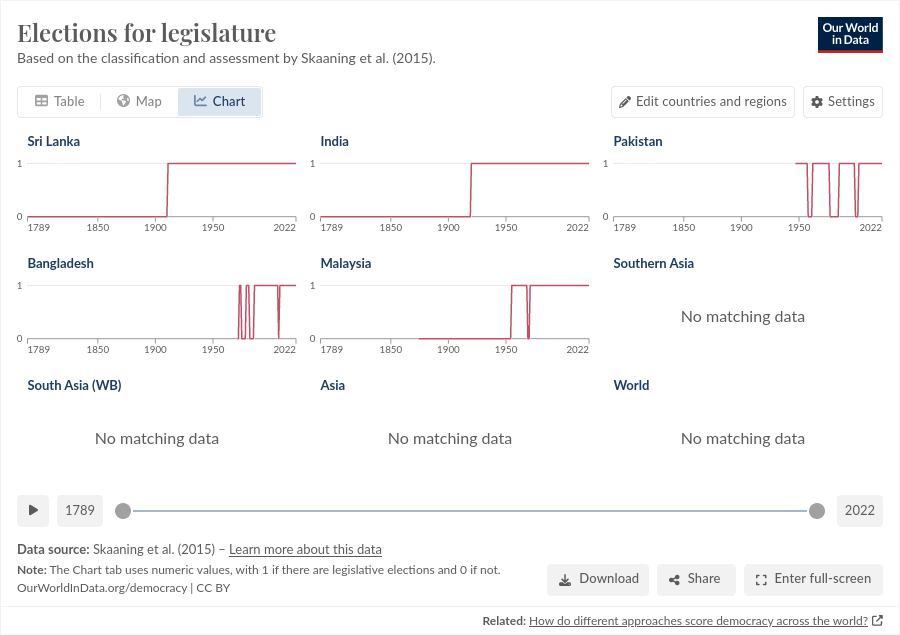 Elections for legislature
Our World
in Data
Based on the classification and assessment by Skaaning et al. (2015).
Table Map Chart Edit countries and regions Settings
Sri Lanka India Pakistan
1 1 1
0 0 0
1789 1850 1900 1950 2022 1789 1850 1900 1950 2022 1789 1850 1900 1950 2022
Bangladesh Malaysia Southern Asia
1 1
No matching data
0 0
1789 1850 1900 1950 2022 1789 1850 1900 1950 2022
South Asia (WB) Asia World
No matching data No matching data No matching data
1789 2022
Data source: Skaaning et al. (2015) – Learn more about this data
Note: The Chart tab uses numeric values, with 1 if there are legislative elections and 0 if not.
OurWorldInData.org/democracy | CC BY
Download Share Enter full-screen
Related: How do different approaches score democracy across the world?